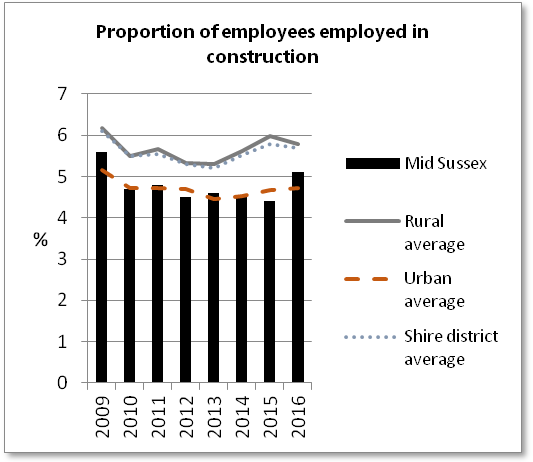 Proportion of employees employed in
construction
7
6
5
4
3
2
1
0
%
2009
2010
2011
2012
2013
2014
2015
2016
Mid Sussex
Rural
average
Urban
average
Shire district
average